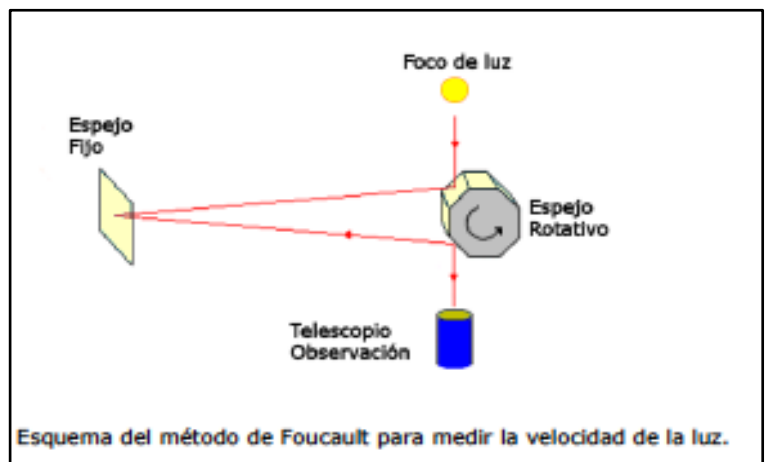 Foco de luz
Espejo
Fijo
Espejo
Rotativo
Telescopio
Observación
Esquema del método de Foucault para medir la velocidad de la luz.